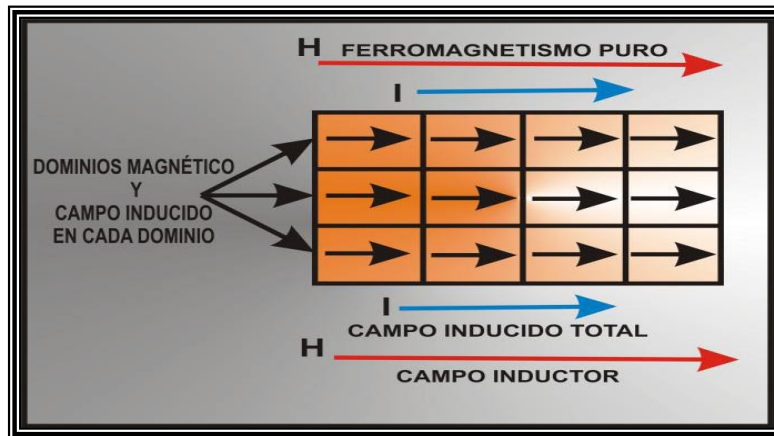 H FERROMAGNETISMO PURO
I
DOMINIOS MAGNÉTICO
Y
CAMPO INDUCIDO
EN CADA DOMINIO
I
CAMPO INDUCIDO TOTAL
H
CAMPO INDUCTOR